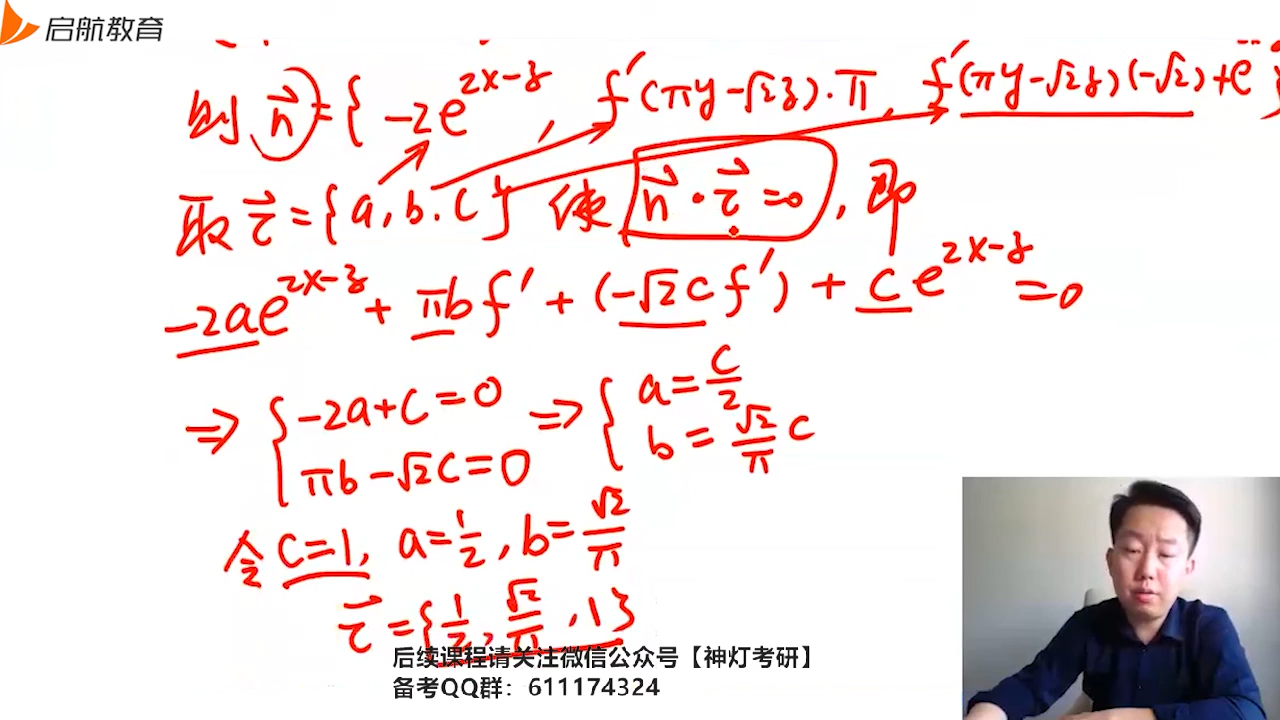 启航教育
则 n⃗ = { -2e^{2x-z}, f′(πy-√2z)·π, f′(πy-√2z)(-√2)+e
取 τ⃗ = {a, b, c} 使 n⃗·τ⃗ =0, 即
-2ae^{2x-z} + πbf′ + (-√2cf′) + ce^{2x-z} =0
⇒ { -2a+c=0 ⇒ { a=c/2
πb-√2c=0 b=√2/π c
令 c=1, a=1/2, b=√2/π
τ⃗ ={1/2, √2/π, 1}
后续课程请关注微信公众号【神灯考研】
备考QQ群：611174324